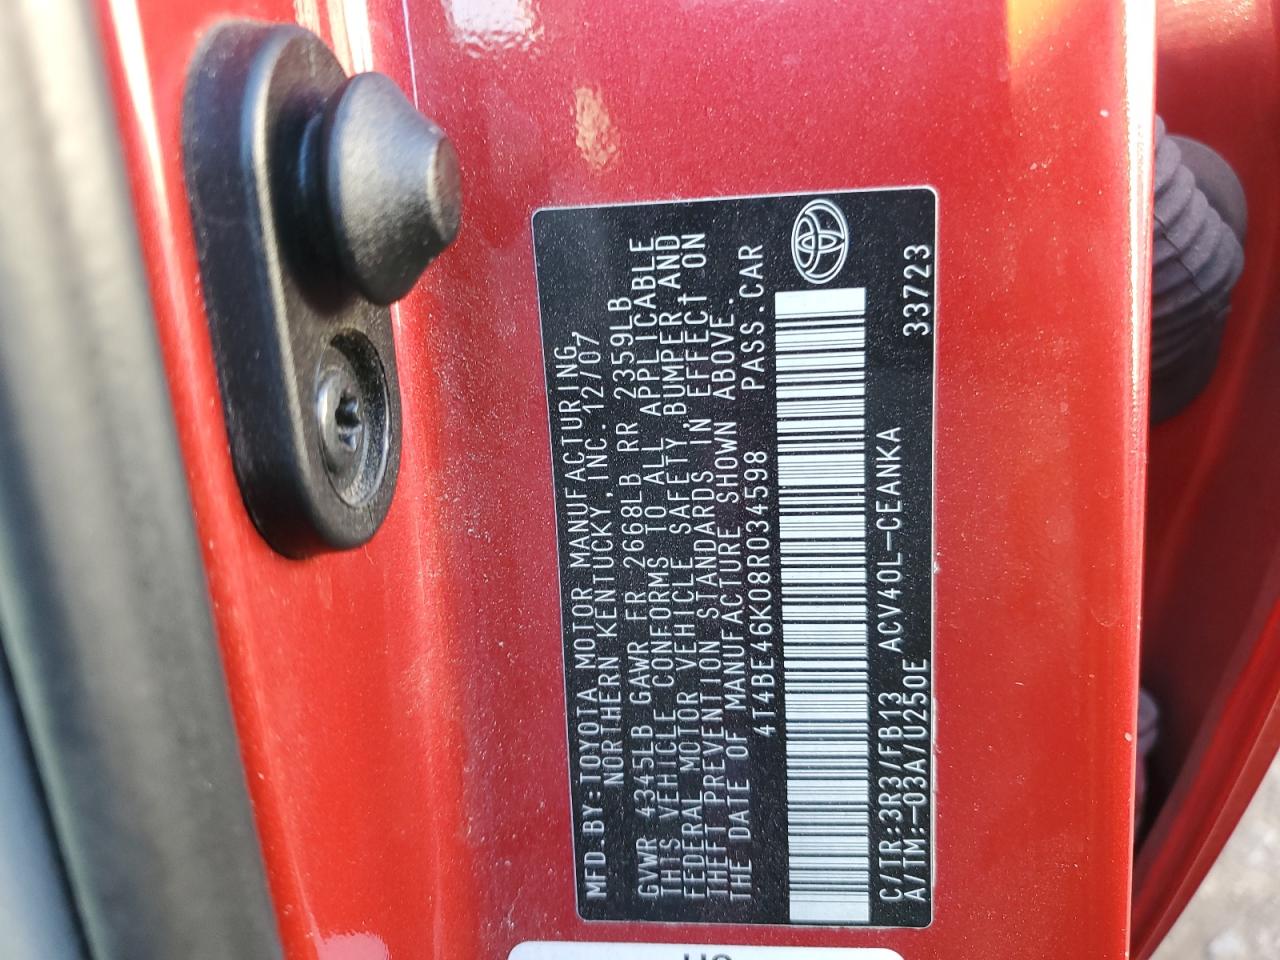 MFD.BY:TOYOTA MOTOR MANUFACTURING,
NORTHERN KENTUCKY,INC.12/07
GVWR 4345LB GAWR FR 2668LB RR 2359LB
THIS VEHICLE CONFORMS TO ALL APPLICABLE
FEDERAL MOTOR VEHICLE SAFETY,BUMPER AND
THEFT PREVENTION STANDARDS IN EFFECT ON
THE DATE OF MANUFACTURE SHOWN ABOVE.
4T4BE46K08R034598 PASS.CAR
C/TR:3R3/FB13 ACV40L-CEANKA 33723
A/TM:-03A/U250E